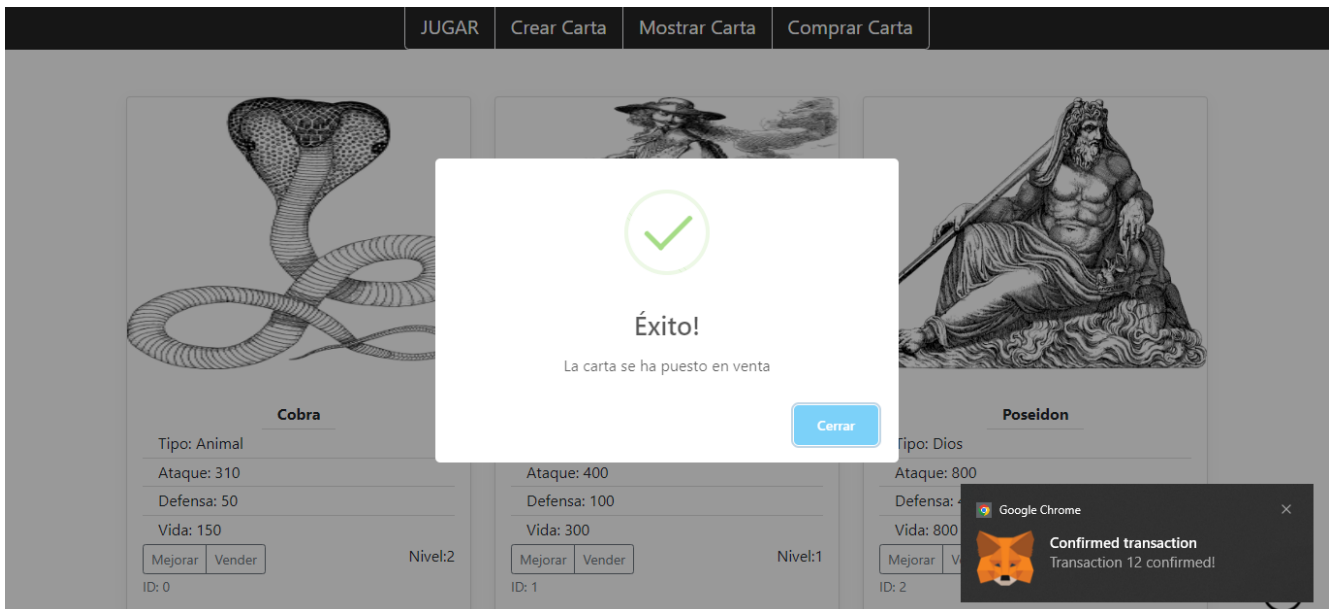 JUGAR Crear Carta Mostrar Carta Comprar Carta
Éxito!
La carta se ha puesto en venta
Cerrar
Cobra
Tipo: Animal
Ataque: 310
Defensa: 50
Vida: 150
Mejorar Vender Nivel:2
ID: 0
Ataque: 400
Defensa: 100
Vida: 300
Mejorar Vender Nivel:1
ID: 1
Poseidon
Tipo: Dios
Ataque: 800
Defensa:
Vida: 800
Mejorar
ID: 2
Google Chrome
Confirmed transaction
Transaction 12 confirmed!